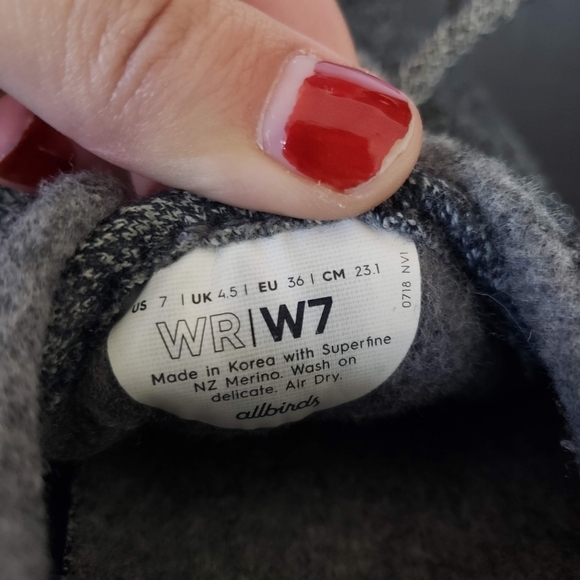 US 7 | UK 4.5 | EU 36 | CM 23.1
WR|W7
Made in Korea with Superfine
NZ Merino. Wash on
delicate. Air Dry.
allbirds
0718 NVI